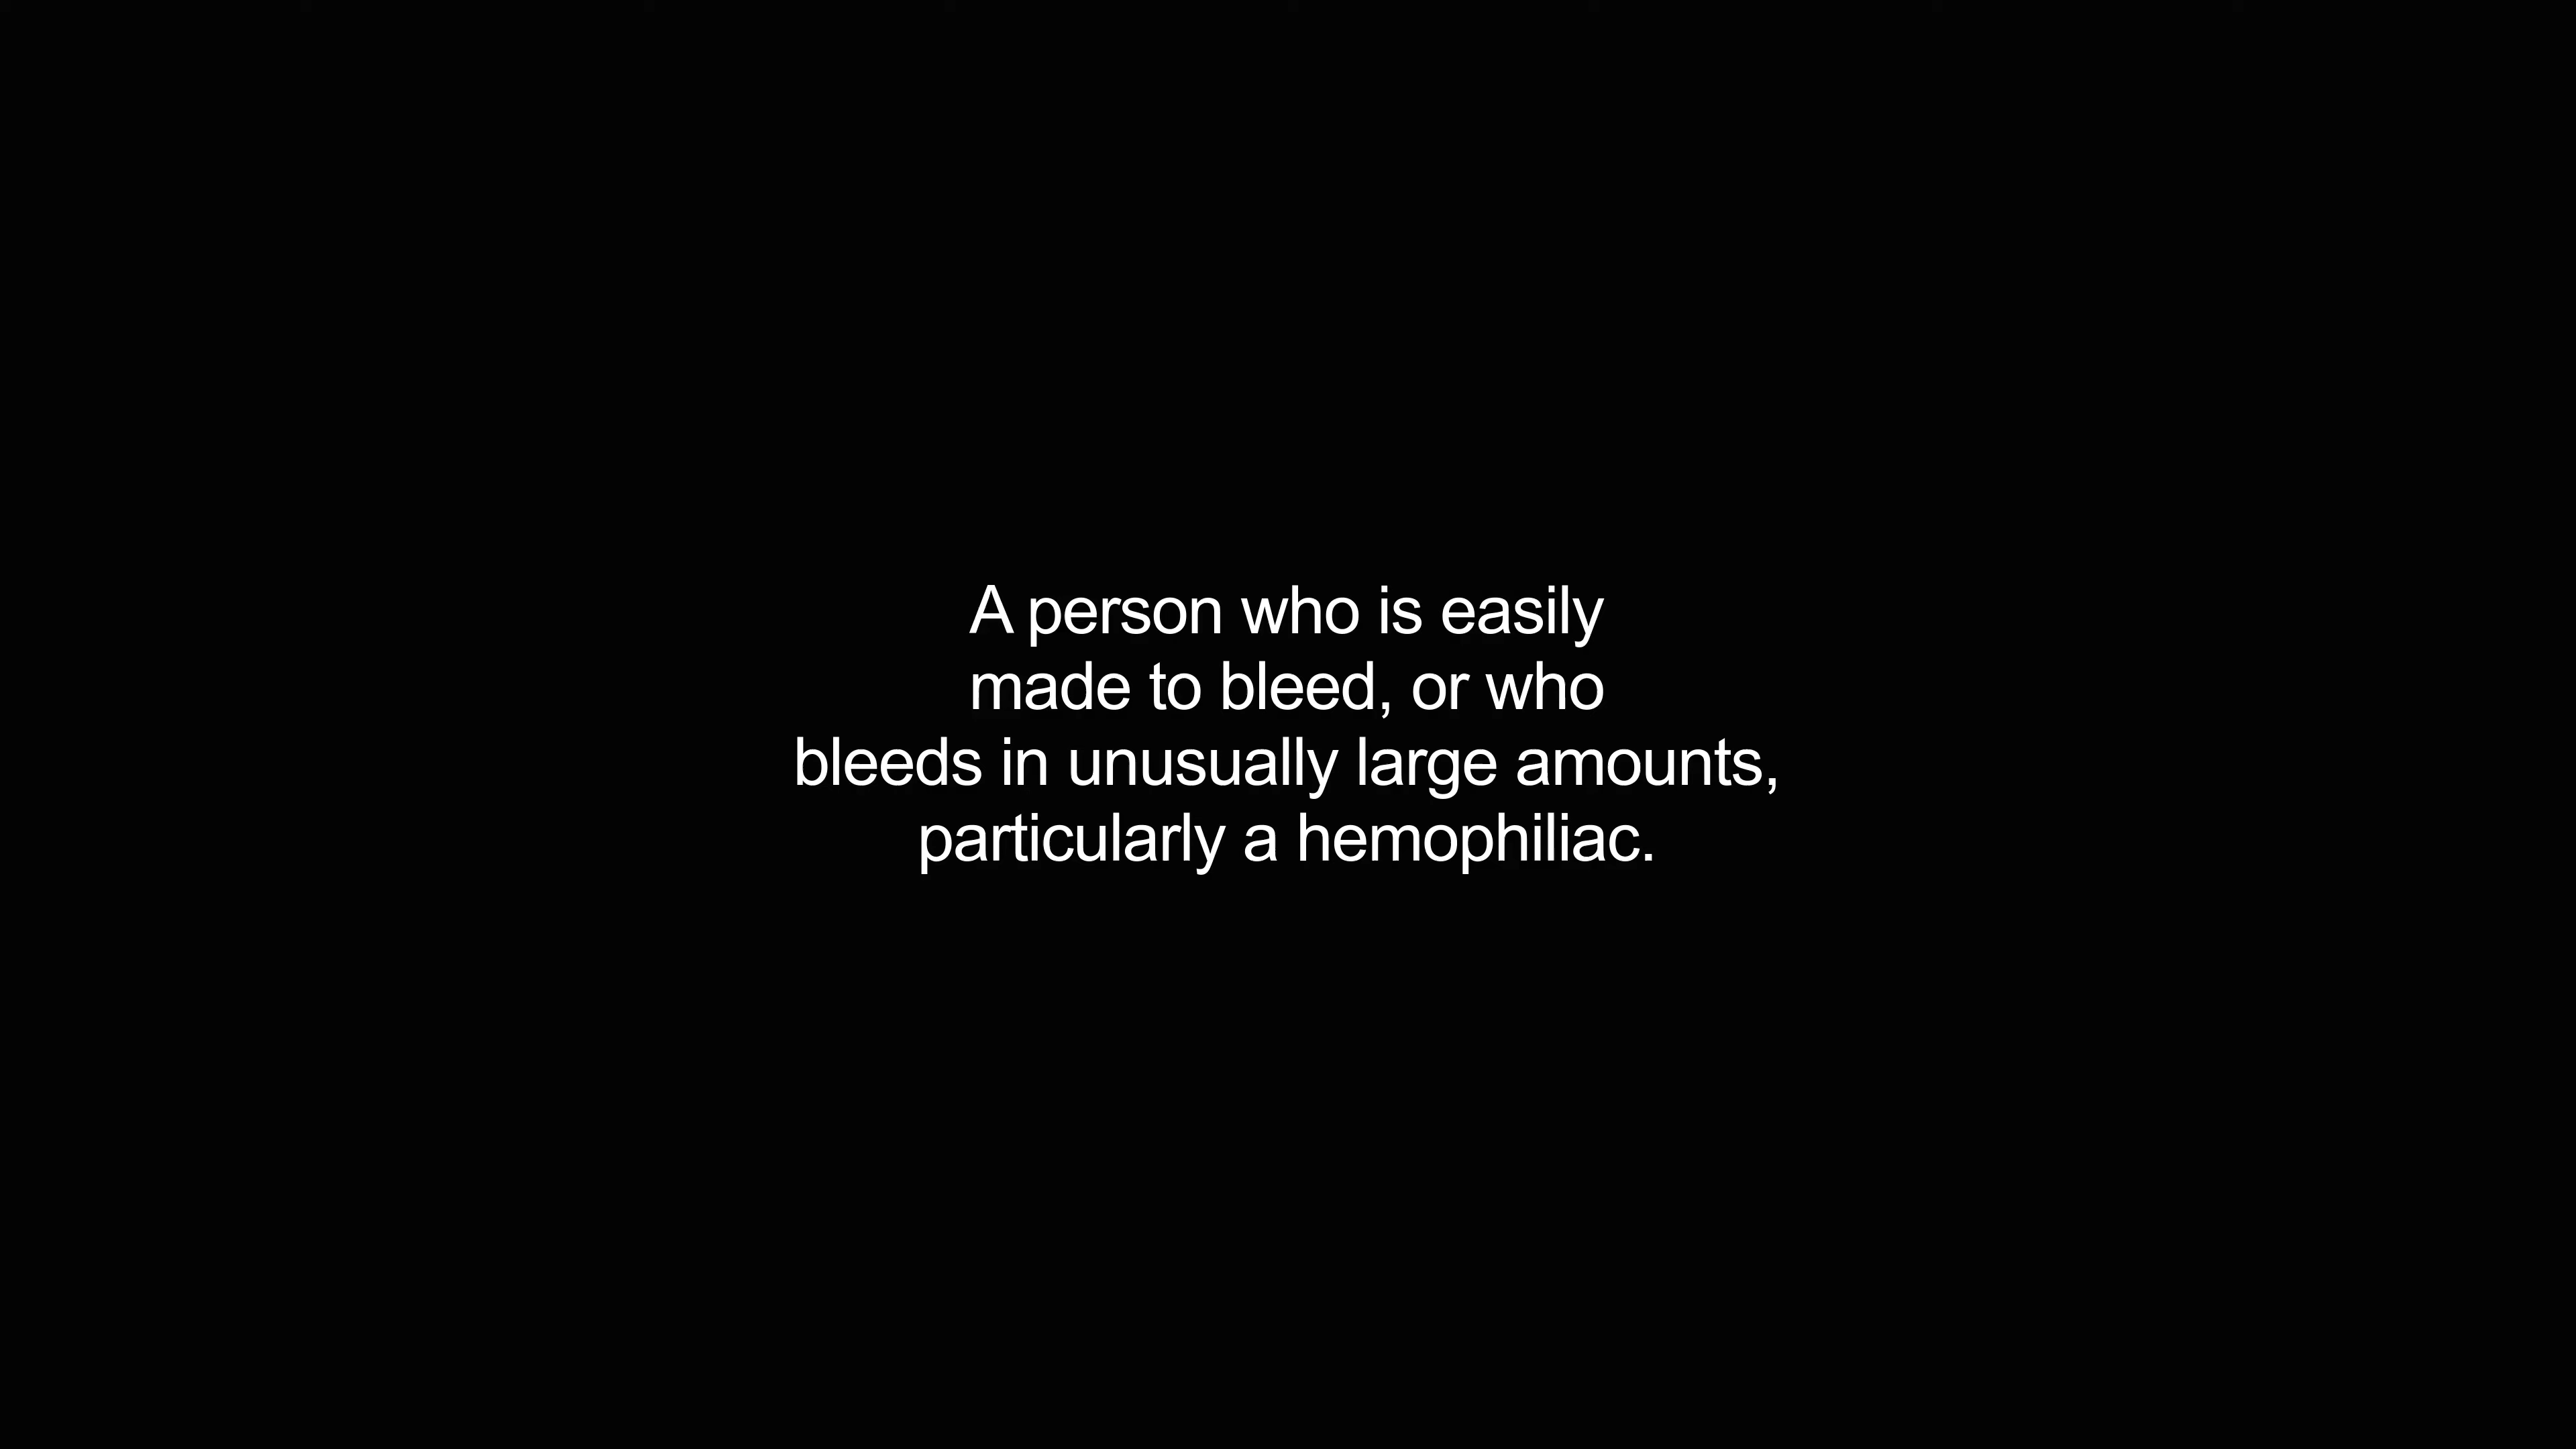 A person who is easily
made to bleed, or who
bleeds in unusually large amounts,
particularly a hemophiliac.